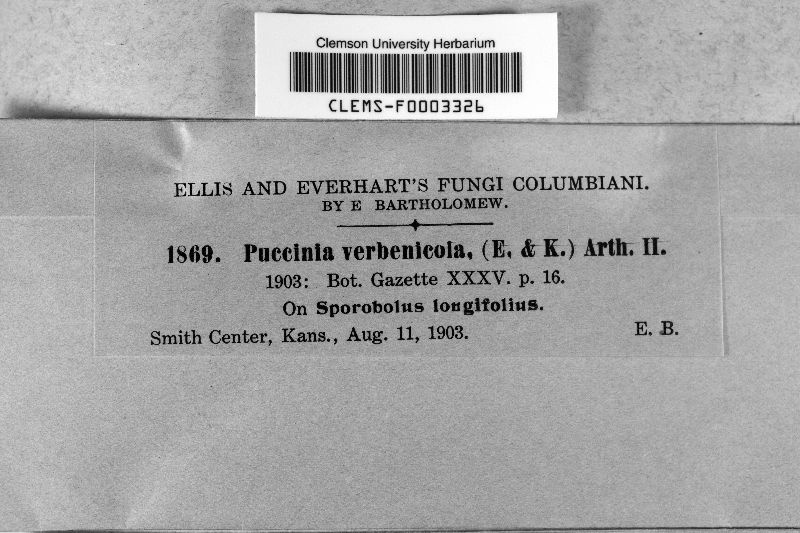 Clemson University Herbarium
CLEMS-F0003326
ELLIS AND EVERHART'S FUNGI COLUMBIANI.
BY E BARTHOLOMEW.
1869. Puccinia verbenicola, (E. & K.) Arth. II.
1903: Bot. Gazette XXXV. p. 16.
On Sporobolus longifolius.
Smith Center, Kans., Aug. 11, 1903. E. B.